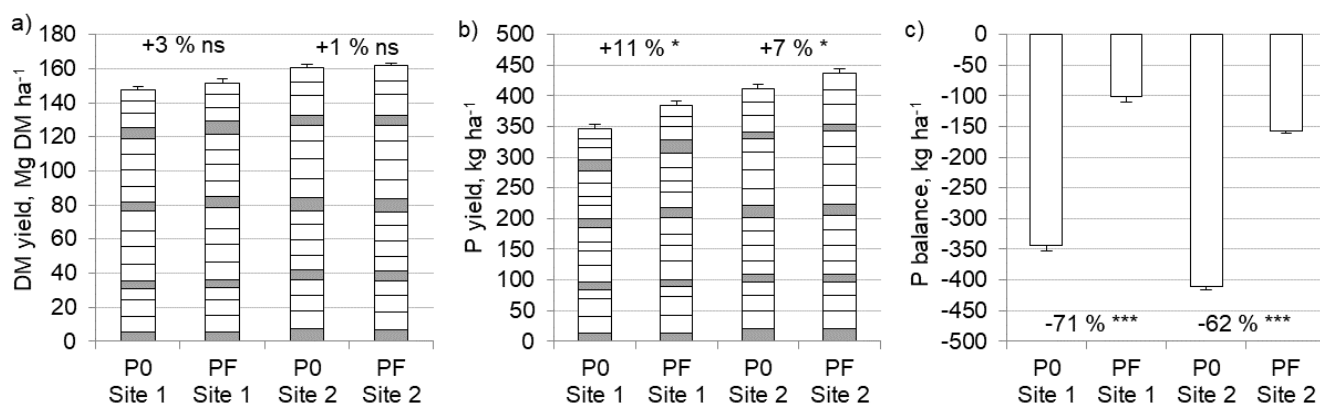 a)
DM yield, Mg DM ha-1
180
160
140
120
100
80
60
40
20
0
+3 % ns
+1 % ns
P0
Site 1
PF
Site 1
P0
Site 2
PF
Site 2
b)
P yield, kg ha-1
500
450
400
350
300
250
200
150
100
50
0
+11 % *
+7 % *
P0
Site 1
PF
Site 1
P0
Site 2
PF
Site 2
c)
P balance, kg ha-1
0
-50
-100
-150
-200
-250
-300
-350
-400
-450
-500
-71 % ***
-62 % ***
P0
Site 1
PF
Site 1
P0
Site 2
PF
Site 2